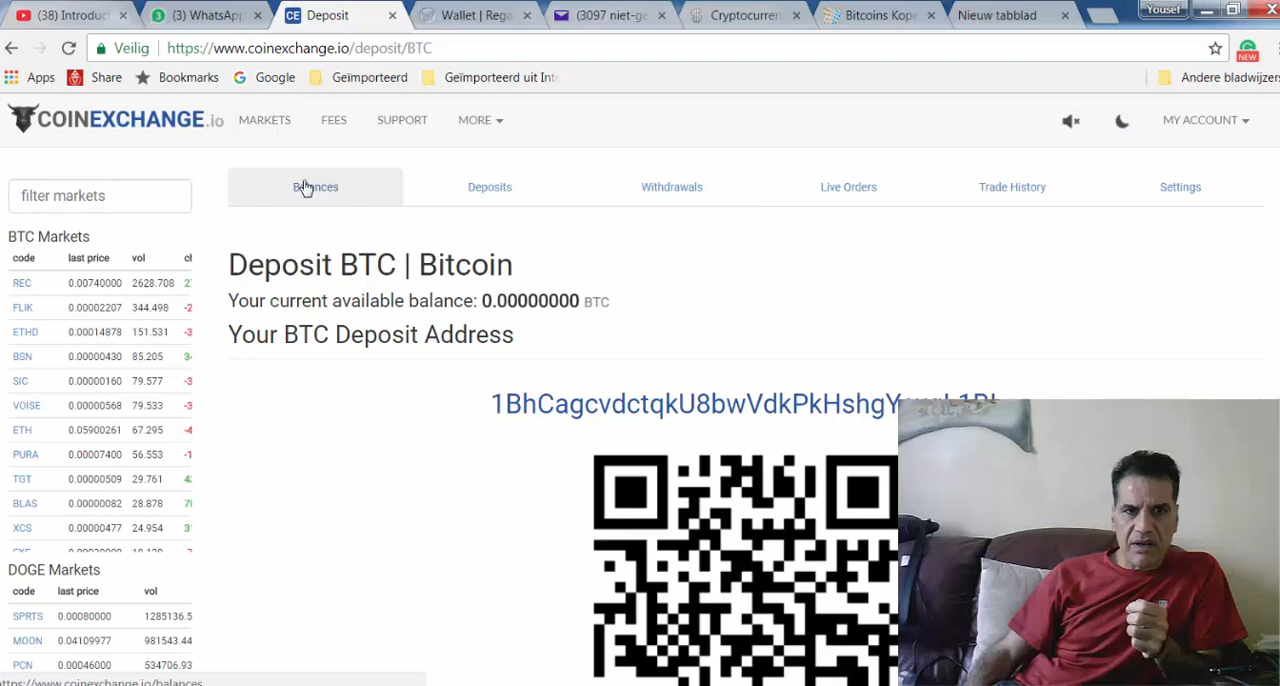 (38) Introduc
(3) WhatsAp
Deposit
Wallet | Rega
(3097 niet-ge
Cryptocurren
Bitcoins Kope
Nieuw tabblad
Yousef
Veilig
https://www.coinexchange.io/deposit/BTC
NEW
Apps
Share
Bookmarks
Google
Geïmporteerd
Geïmporteerd uit Inte
Andere bladwijzers
COINEXCHANGE.io
MARKETS
FEES
SUPPORT
MORE
MY ACCOUNT
filter markets
Balances
Deposits
Withdrawals
Live Orders
Trade History
Settings
BTC Markets
code last price vol
REC 0.00740000 2628.708
FLIK 0.00002207 344.498
ETHD 0.00014878 151.531
BSN 0.00000430 85.205
SIC 0.00000160 79.577
VOISE 0.00000568 79.533
ETH 0.05900261 67.295
PURA 0.00007400 56.553
TGT 0.00000509 29.761
BLAS 0.00000082 28.878
XCS 0.00000477 24.954
DOGE Markets
code last price vol
SPRTS 0.00080000 1285136.5
MOON 0.04109977 981543.44
PCN 0.00046000 534706.93
Deposit BTC | Bitcoin
Your current available balance: 0.00000000 BTC
Your BTC Deposit Address
https://www.coinexchange.io/balances